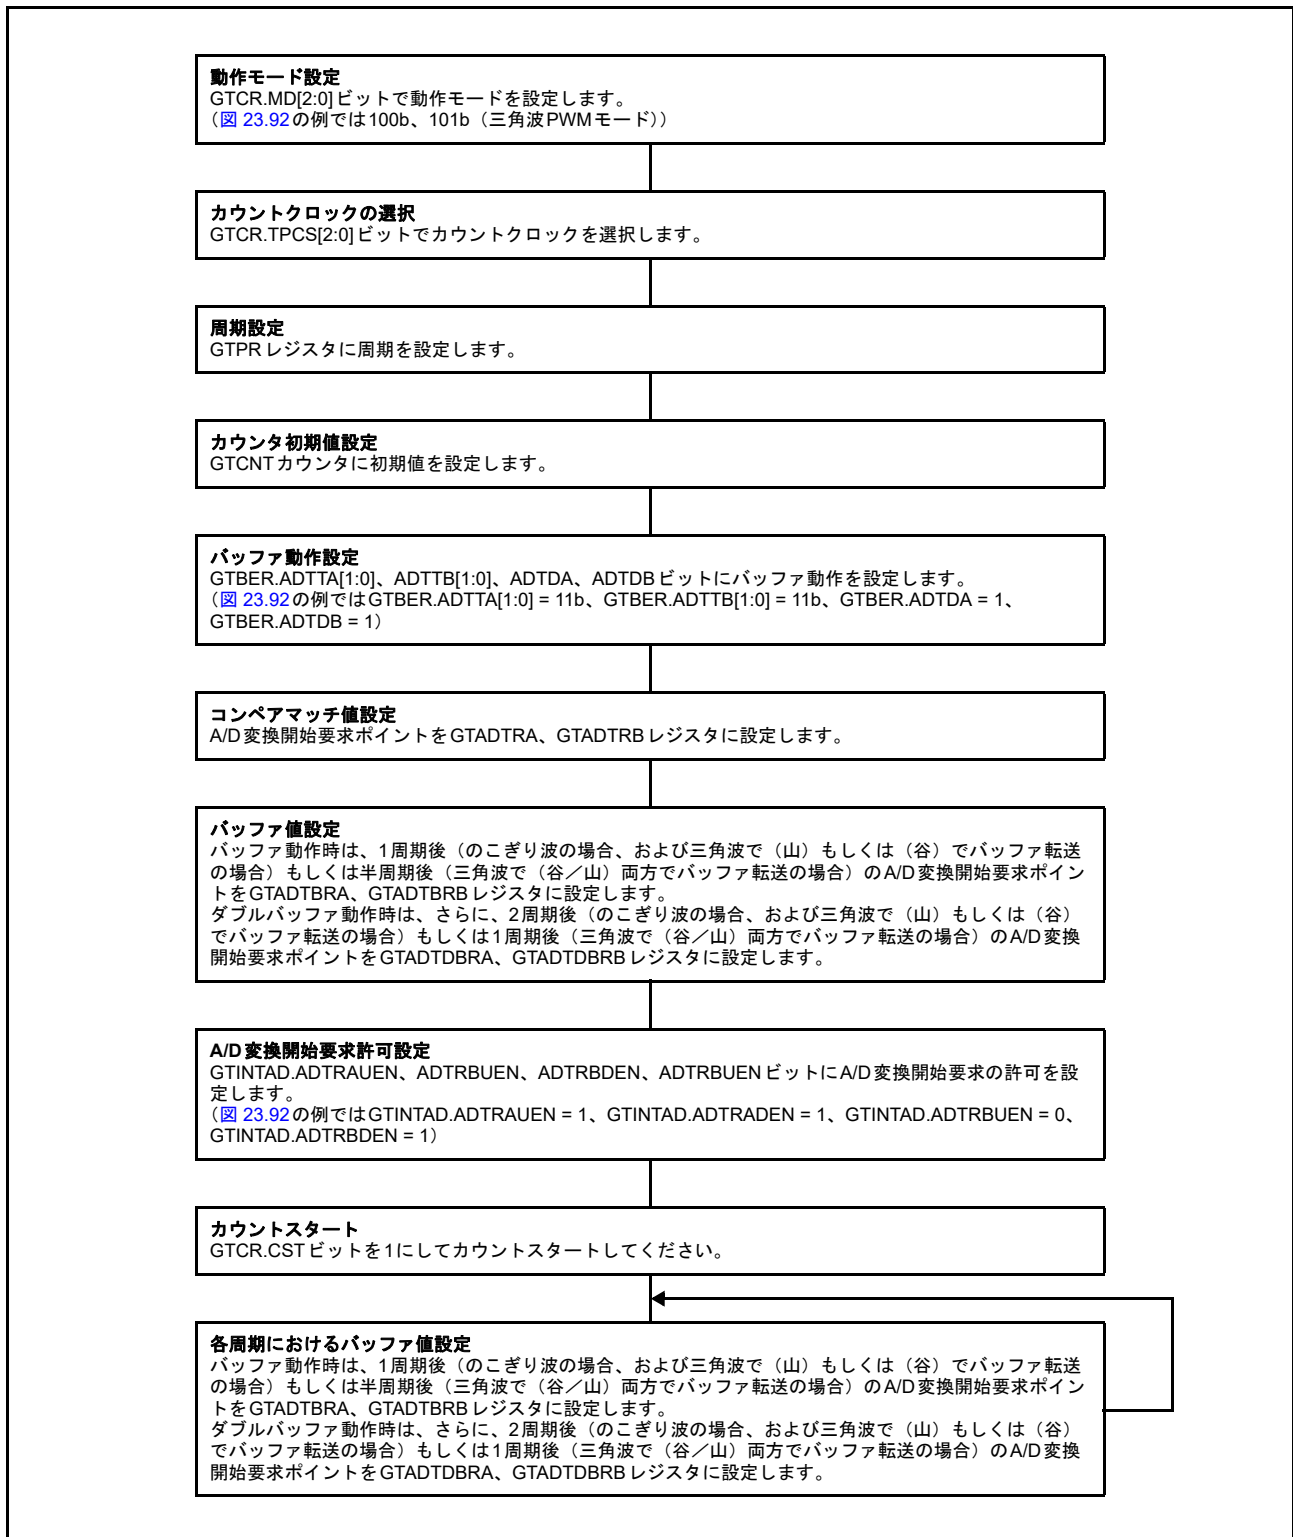 動作モード設定
GTCR.MD[2:0]ビットで動作モードを設定します。
（図 23.92の例では100b、101b（三角波PWMモード））
カウントクロックの選択
GTCR.TPCS[2:0]ビットでカウントクロックを選択します。
周期設定
GTPRレジスタに周期を設定します。
カウンタ初期値設定
GTCNTカウンタに初期値を設定します。
バッファ動作設定
GTBER.ADTTA[1:0]、ADTTB[1:0]、ADTDA、ADTDBビットにバッファ動作を設定します。
（図 23.92の例ではGTBER.ADTTA[1:0] = 11b、GTBER.ADTTB[1:0] = 11b、GTBER.ADTDA = 1、
GTBER.ADTDB = 1）
コンペアマッチ値設定
A/D変換開始要求ポイントをGTADTRA、GTADTRBレジスタに設定します。
バッファ値設定
バッファ動作時は、1周期後（のこぎり波の場合、および三角波で（山）もしくは（谷）でバッファ転送
の場合）もしくは半周期後（三角波で（谷／山）両方でバッファ転送の場合）のA/D変換開始要求ポイン
トをGTADTBRA、GTADTBRBレジスタに設定します。
ダブルバッファ動作時は、さらに、2周期後（のこぎり波の場合、および三角波で（山）もしくは（谷）
でバッファ転送の場合）もしくは1周期後（三角波で（谷／山）両方でバッファ転送の場合）のA/D変換
開始要求ポイントをGTADTDBRA、GTADTDBRBレジスタに設定します。
A/D変換開始要求許可設定
GTINTAD.ADTRAUEN、ADTRBUEN、ADTRBDEN、ADTRBUENビットにA/D変換開始要求の許可を設
定します。
（図 23.92の例ではGTINTAD.ADTRAUEN = 1、GTINTAD.ADTRADEN = 1、GTINTAD.ADTRBUEN = 0、
GTINTAD.ADTRBDEN = 1）
カウントスタート
GTCR.CSTビットを1にしてカウントスタートしてください。
各周期におけるバッファ値設定
バッファ動作時は、1周期後（のこぎり波の場合、および三角波で（山）もしくは（谷）でバッファ転送
の場合）もしくは半周期後（三角波で（谷／山）両方でバッファ転送の場合）のA/D変換開始要求ポイン
トをGTADTBRA、GTADTBRBレジスタに設定します。
ダブルバッファ動作時は、さらに、2周期後（のこぎり波の場合、および三角波で（山）もしくは（谷）
でバッファ転送の場合）もしくは1周期後（三角波で（谷／山）両方でバッファ転送の場合）のA/D変換
開始要求ポイントをGTADTDBRA、GTADTDBRBレジスタに設定します。